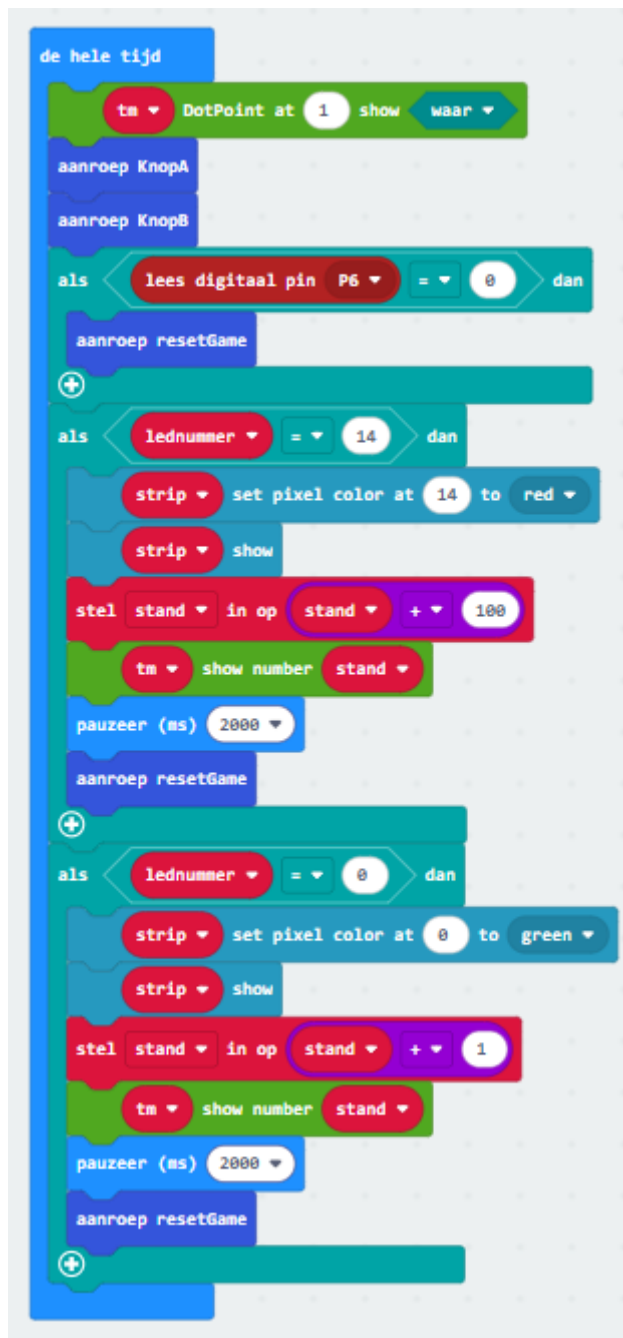 de hele tijd
tm DotPoint at 1 show waar
aanroep KnopA
aanroep KnopB
als lees digitaal pin P6 = 0 dan
aanroep resetGame
als lednummer = 14 dan
strip set pixel color at 14 to red
strip show
stel stand in op stand + 100
tm show number stand
pauzeer (ms) 2000
aanroep resetGame
als lednummer = 0 dan
strip set pixel color at 0 to green
strip show
stel stand in op stand + 1
tm show number stand
pauzeer (ms) 2000
aanroep resetGame